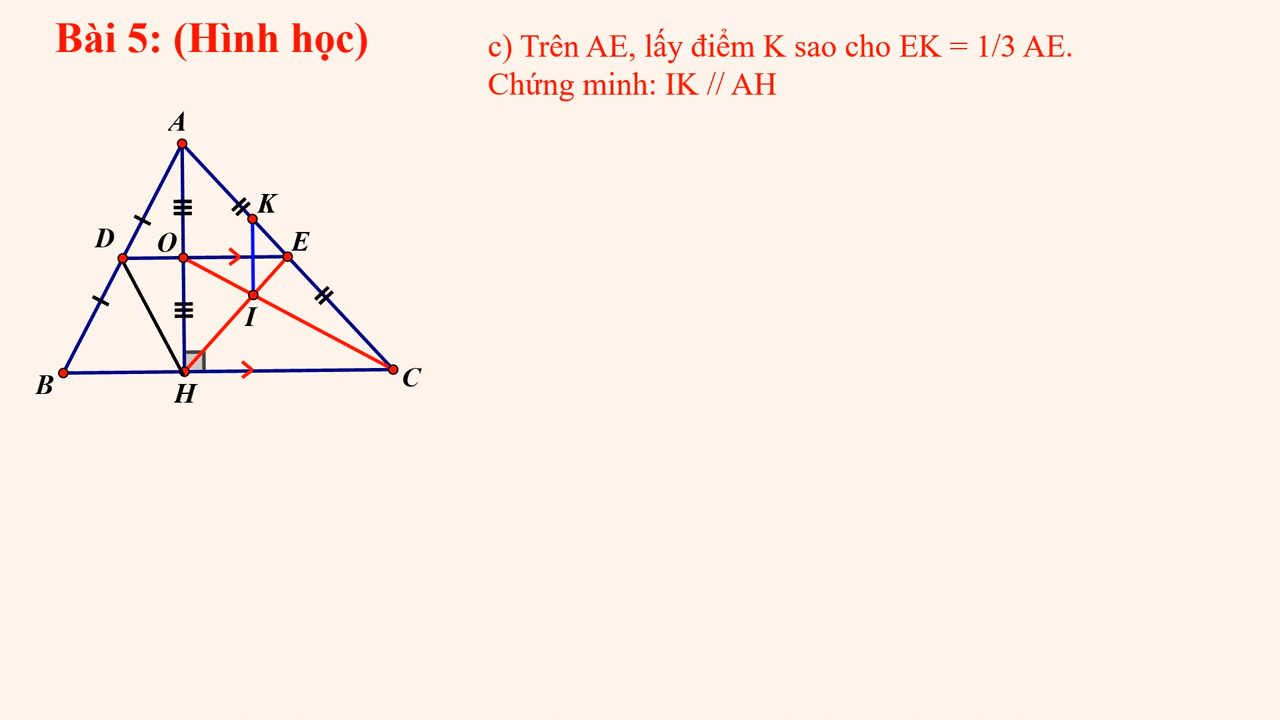 Bài 5: (Hình học)
c) Trên AE, lấy điểm K sao cho EK = 1/3 AE.
Chứng minh: IK // AH
A
K
D
O
E
I
B
H
C